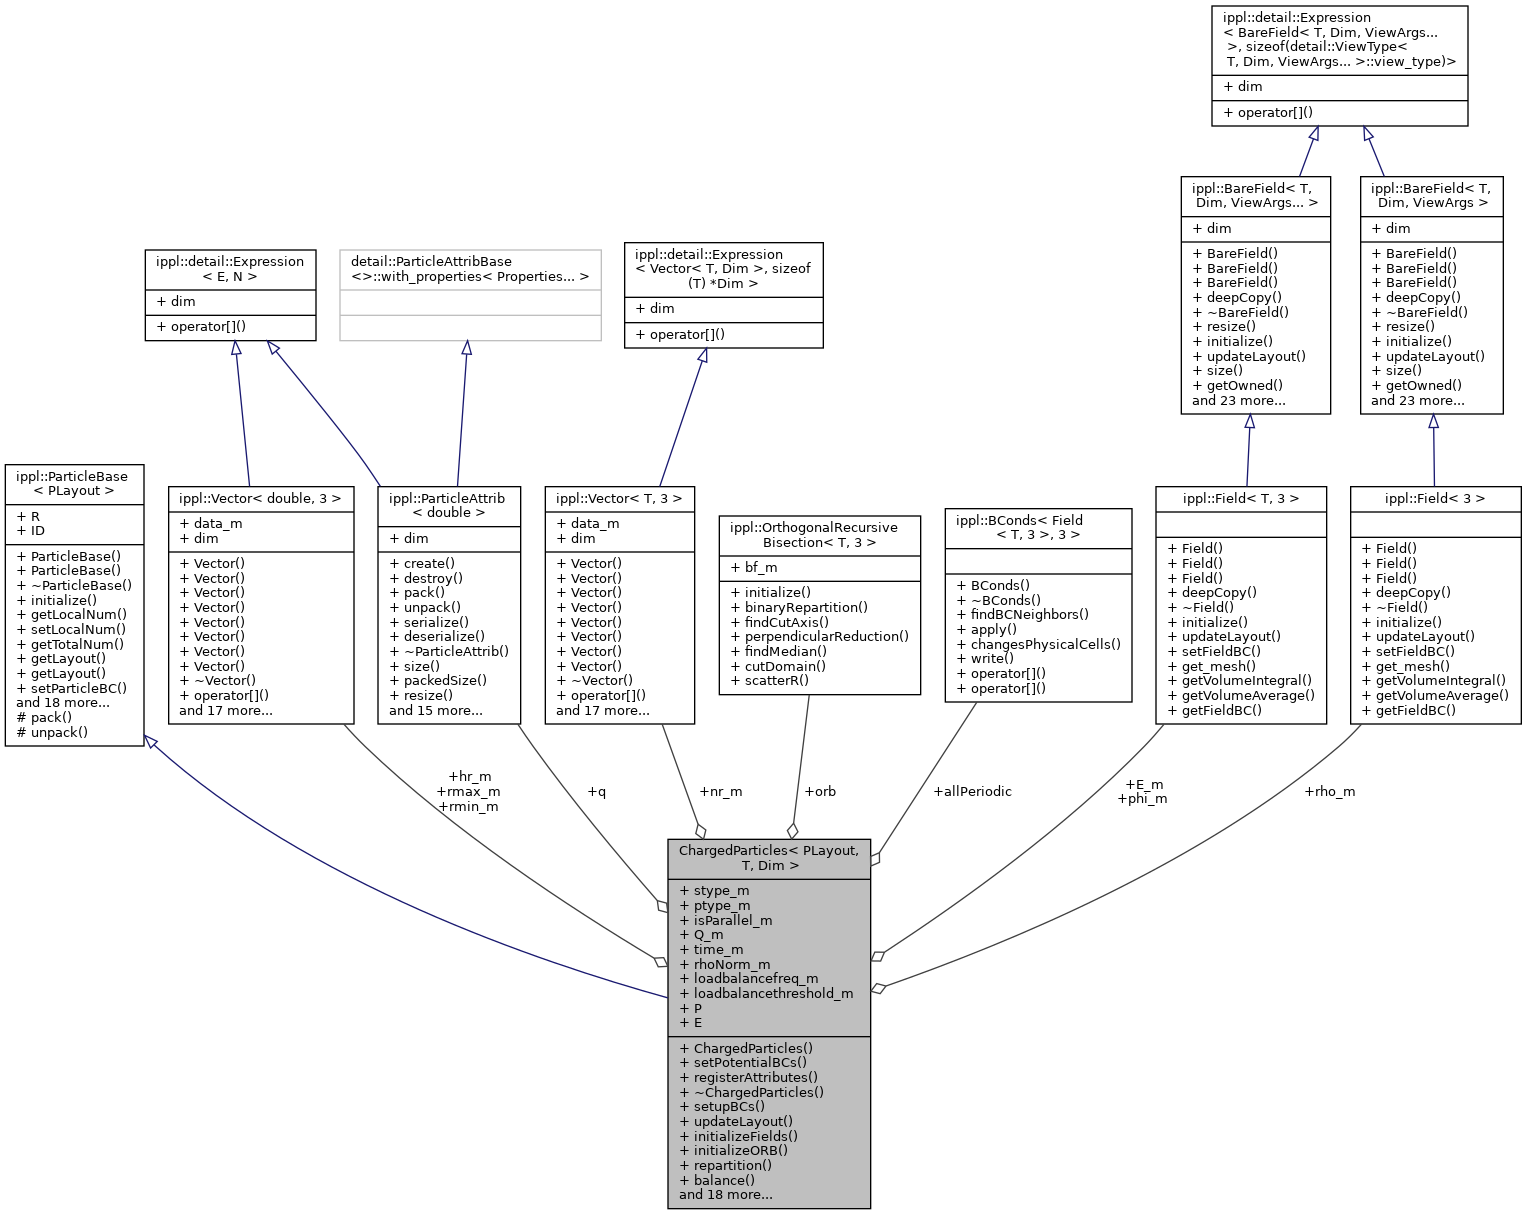 ippl::detail::Expression
< BareField< T, Dim, ViewArgs...
>, sizeof(detail::ViewType<
T, Dim, ViewArgs... >::view_type)>
+ dim
+ operator[]()
ippl::BareField< T,
Dim, ViewArgs... >
+ dim
+ BareField()
+ BareField()
+ BareField()
+ deepCopy()
+ ~BareField()
+ resize()
+ initialize()
+ updateLayout()
+ size()
+ getOwned()
and 23 more...
ippl::BareField< T,
Dim, ViewArgs >
+ dim
+ BareField()
+ BareField()
+ BareField()
+ deepCopy()
+ ~BareField()
+ resize()
+ initialize()
+ updateLayout()
+ size()
+ getOwned()
and 23 more...
ippl::detail::Expression
< E, N >
+ dim
+ operator[]()
detail::ParticleAttribBase
<>::with_properties< Properties... >
ippl::detail::Expression
< Vector< T, Dim >, sizeof
(T) *Dim >
+ dim
+ operator[]()
ippl::ParticleBase
< PLayout >
+ R
+ ID
+ ParticleBase()
+ ParticleBase()
+ ~ParticleBase()
+ initialize()
+ getLocalNum()
+ setLocalNum()
+ getTotalNum()
+ getLayout()
+ getLayout()
+ setParticleBC()
and 18 more...
# pack()
# unpack()
ippl::Vector< double, 3 >
+ data_m
+ dim
+ Vector()
+ Vector()
+ Vector()
+ Vector()
+ Vector()
+ Vector()
+ Vector()
+ Vector()
+ ~Vector()
+ operator[]()
and 17 more...
ippl::ParticleAttrib
< double >
+ dim
+ create()
+ destroy()
+ pack()
+ unpack()
+ serialize()
+ deserialize()
+ ~ParticleAttrib()
+ size()
+ packedSize()
+ resize()
and 15 more...
ippl::Vector< T, 3 >
+ data_m
+ dim
+ Vector()
+ Vector()
+ Vector()
+ Vector()
+ Vector()
+ Vector()
+ Vector()
+ Vector()
+ ~Vector()
+ operator[]()
and 17 more...
ippl::OrthogonalRecursive
Bisection< T, 3 >
+ bf_m
+ initialize()
+ binaryRepartition()
+ findCutAxis()
+ perpendicularReduction()
+ findMedian()
+ cutDomain()
+ scatterR()
ippl::BConds< Field
< T, 3 >, 3 >
+ BConds()
+ ~BConds()
+ findBCNeighbors()
+ apply()
+ changesPhysicalCells()
+ write()
+ operator[]()
+ operator[]()
ippl::Field< T, 3 >
+ Field()
+ Field()
+ Field()
+ deepCopy()
+ ~Field()
+ initialize()
+ updateLayout()
+ setFieldBC()
+ get_mesh()
+ getVolumeIntegral()
+ getVolumeAverage()
+ getFieldBC()
ippl::Field< 3 >
+ Field()
+ Field()
+ Field()
+ deepCopy()
+ ~Field()
+ initialize()
+ updateLayout()
+ setFieldBC()
+ get_mesh()
+ getVolumeIntegral()
+ getVolumeAverage()
+ getFieldBC()
+hr_m
+rmax_m
+rmin_m
+q
+nr_m
+orb
+allPeriodic
+E_m
+phi_m
+rho_m
ChargedParticles< PLayout,
T, Dim >
+ stype_m
+ ptype_m
+ isParallel_m
+ Q_m
+ time_m
+ rhoNorm_m
+ loadbalancefreq_m
+ loadbalancethreshold_m
+ P
+ E
+ ChargedParticles()
+ setPotentialBCs()
+ registerAttributes()
+ ~ChargedParticles()
+ setupBCs()
+ updateLayout()
+ initializeFields()
+ initializeORB()
+ repartition()
+ balance()
and 18 more...